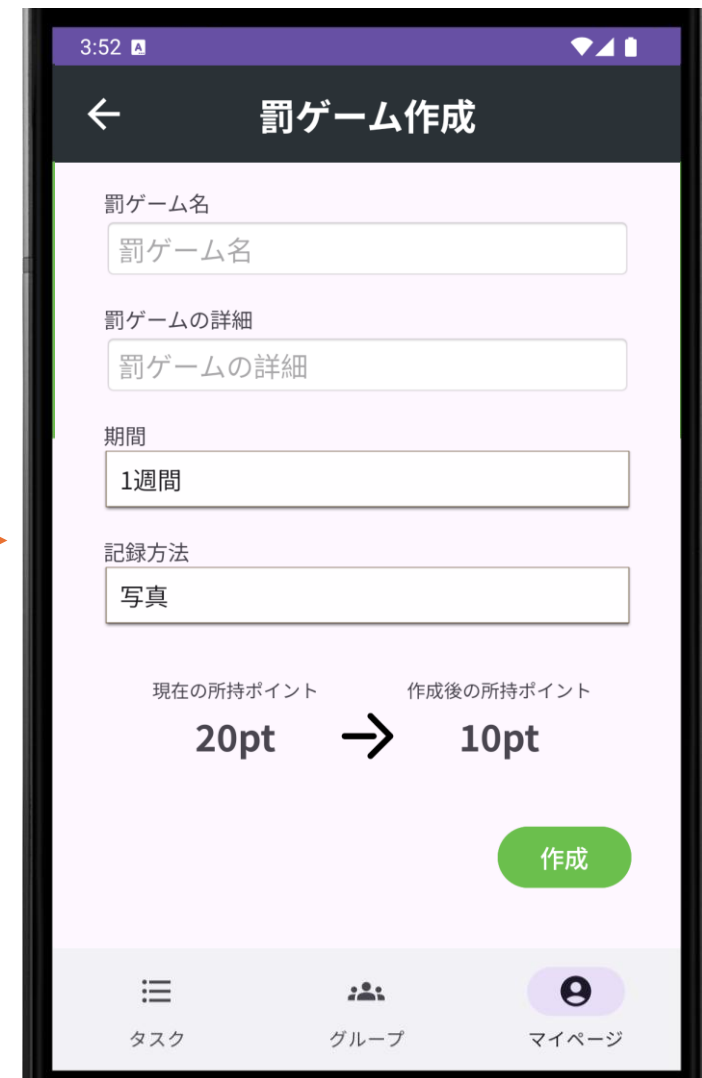 3:52 A
罰ゲーム作成
罰ゲーム名
罰ゲーム名
罰ゲームの詳細
罰ゲームの詳細
期間
1週間
記録方法
写真
現在の所持ポイント 作成後の所持ポイント
20pt 10pt
作成
タスク グループ マイページ